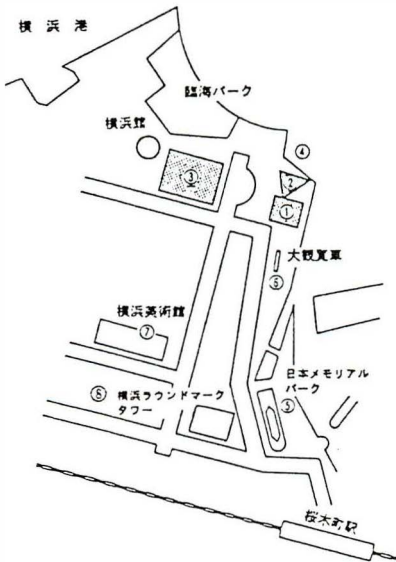 横浜港
臨海パーク
横浜館
④
2
③
①
大観覧車
⑥
横浜美術館
⑦
日本メモリアル
パーク
⑤
⑧ 横浜ラウンドマーク
タワー
桜木町駅